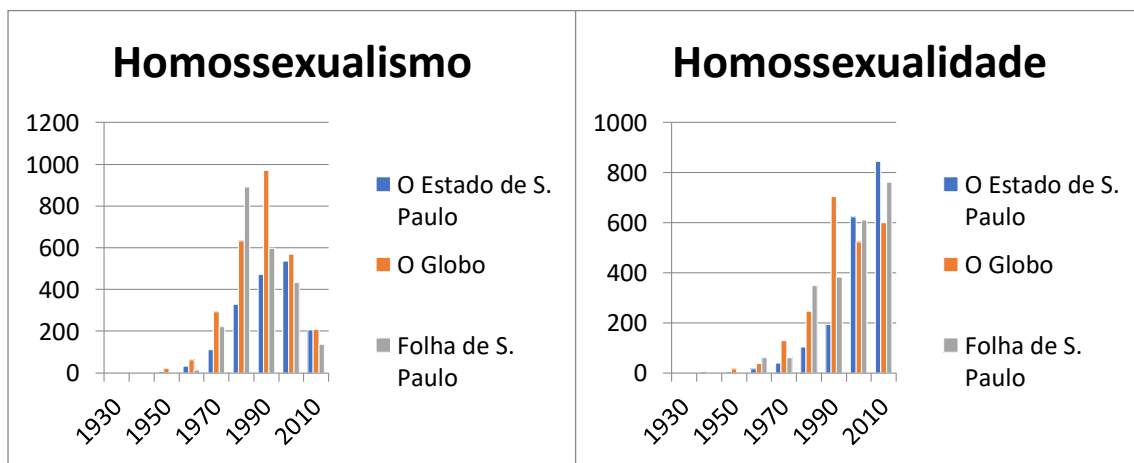 Homossexualismo
1200
1000
800
600
400
200
0
1930
1950
1970
1990
2010
O Estado de S.
Paulo
O Globo
Folha de S.
Paulo
Homossexualidade
1000
800
600
400
200
0
1930
1950
1970
1990
2010
O Estado de S.
Paulo
O Globo
Folha de S.
Paulo